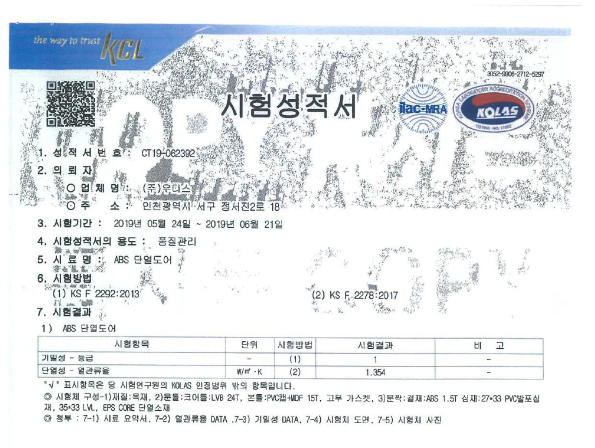 the way to trust KCL
3052-9906-2712-5297
시험성적서
ilac-MRA
KOLAS
1. 성적서번호 : CT19-062392
2. 의뢰자
○ 업체명 : (주)우디스
○ 주 소 : 인천광역시 서구 정서진2로 18
3. 시험기간 : 2019년 05월 24일 ~ 2019년 06월 21일
4. 시험성적서의 용도 : 품질관리
5. 시료명 : ABS 단열도어
6. 시험방법
(1) KS F 2292:2013 (2) KS F 2278:2017
7. 시험결과
1) ABS 단열도어
시험항목 단위 시험방법 시험결과 비 고
기밀성 - 등급 - (1) 1 -
단열성 - 열관류율 W/㎡·K (2) 1.354 -
"√" 표시항목은 당 시험연구원의 KOLAS 인정범위 밖의 항목입니다.
◎ 시험체 구성-1)재질:목재, 2)문틀:코어틀:LVB 24T, 본틀:PVC랩+MDF 15T, 고무 가스켓, 3)문짝:겉재:ABS 1.5T 심재:27*33 PVC발포심
재, 35*33 LVL, EPS CORE 단열소재
◎ 첨부 : 7-1) 시료 요약서, 7-2) 열관류율 DATA ,7-3) 기밀성 DATA, 7-4) 시험체 도면, 7-5) 시험체 사진